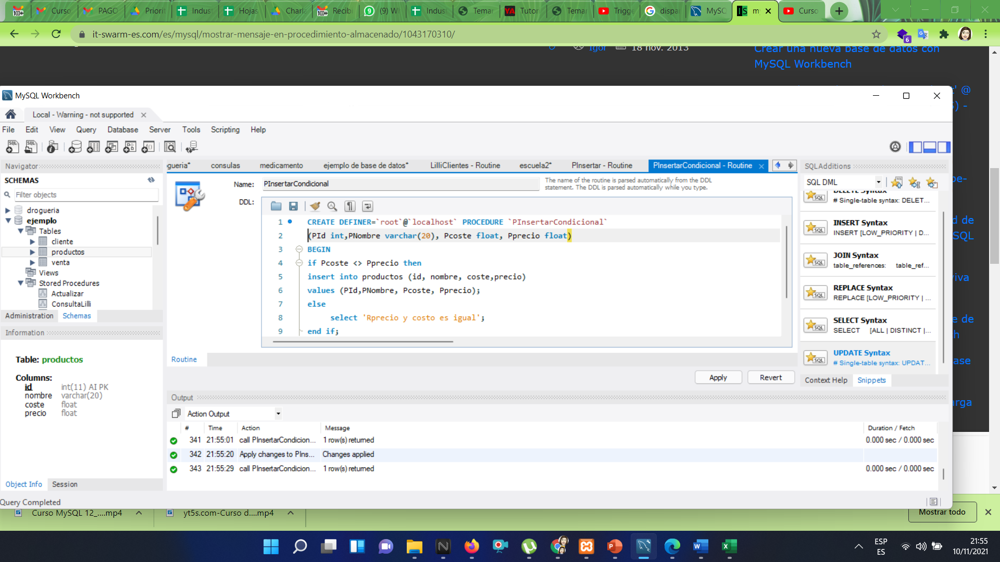 Curso
PAGO
Priorit
Indust
Hojas
Charla
Recibi
(9) W
Indust
Temar
Tutori
Temar
Trigge
dispar
MySQ
my
Curso
it-swarm-es.com/es/mysql/mostrar-mensaje-en-procedimiento-almacenado/1043170310/
6
Igor
18 nov. 2013
Crear una nueva base de datos con
MySQL Workbench
MySQL Workbench
Local - Warning - not supported
File Edit View Query Database Server Tools Scripting Help
Navigator
SCHEMAS
Filter objects
drogueria
ejemplo
Tables
cliente
productos
venta
Views
Stored Procedures
Actualizar
ConsultaLilli
Administration Schemas
Information
Table: productos
Columns:
id int(11) AI PK
nombre varchar(20)
coste float
precio float
Object Info Session
gueria* consulas medicamento ejemplo de base de datos* LilliClientes - Routine escuela2* PInsertar - Routine PInsertarCondicional - Routine
Name: PInsertarCondicional
The name of the routine is parsed automatically from the DDL
statement. The DDL is parsed automatically while you type.
DDL:
1 CREATE DEFINER=`root`@`localhost` PROCEDURE `PInsertarCondicional`
2 (PId int,PNombre varchar(20), Pcoste float, Pprecio float)
3 BEGIN
4 if Pcoste <> Pprecio then
5 insert into productos (id, nombre, coste,precio)
6 values (PId,PNombre, Pcoste, Pprecio);
7 else
8 select 'Rprecio y costo es igual';
9 end if;
Routine
Apply Revert
SQLAdditions
SQL DML
DELETE Syntax
# Single-table syntax: DELET...
INSERT Syntax
INSERT [LOW_PRIORITY | D...
JOIN Syntax
table_references: table_ref...
REPLACE Syntax
REPLACE [LOW_PRIORITY | ...
SELECT Syntax
SELECT [ALL | DISTINCT |...
UPDATE Syntax
# Single-table syntax: UPDAT...
Context Help Snippets
Output
Action Output
# Time Action Message Duration / Fetch
341 21:55:01 call PInsertarCondicion... 1 row(s) returned 0.000 sec / 0.000 sec
342 21:55:20 Apply changes to PIns... Changes applied
343 21:55:29 call PInsertarCondicion... 1 row(s) returned 0.000 sec / 0.000 sec
Query Completed
Curso MySQL 12_....mp4
yt5s.com-Curso d....mp4
Mostrar todo
ESP
ES
21:55
10/11/2021